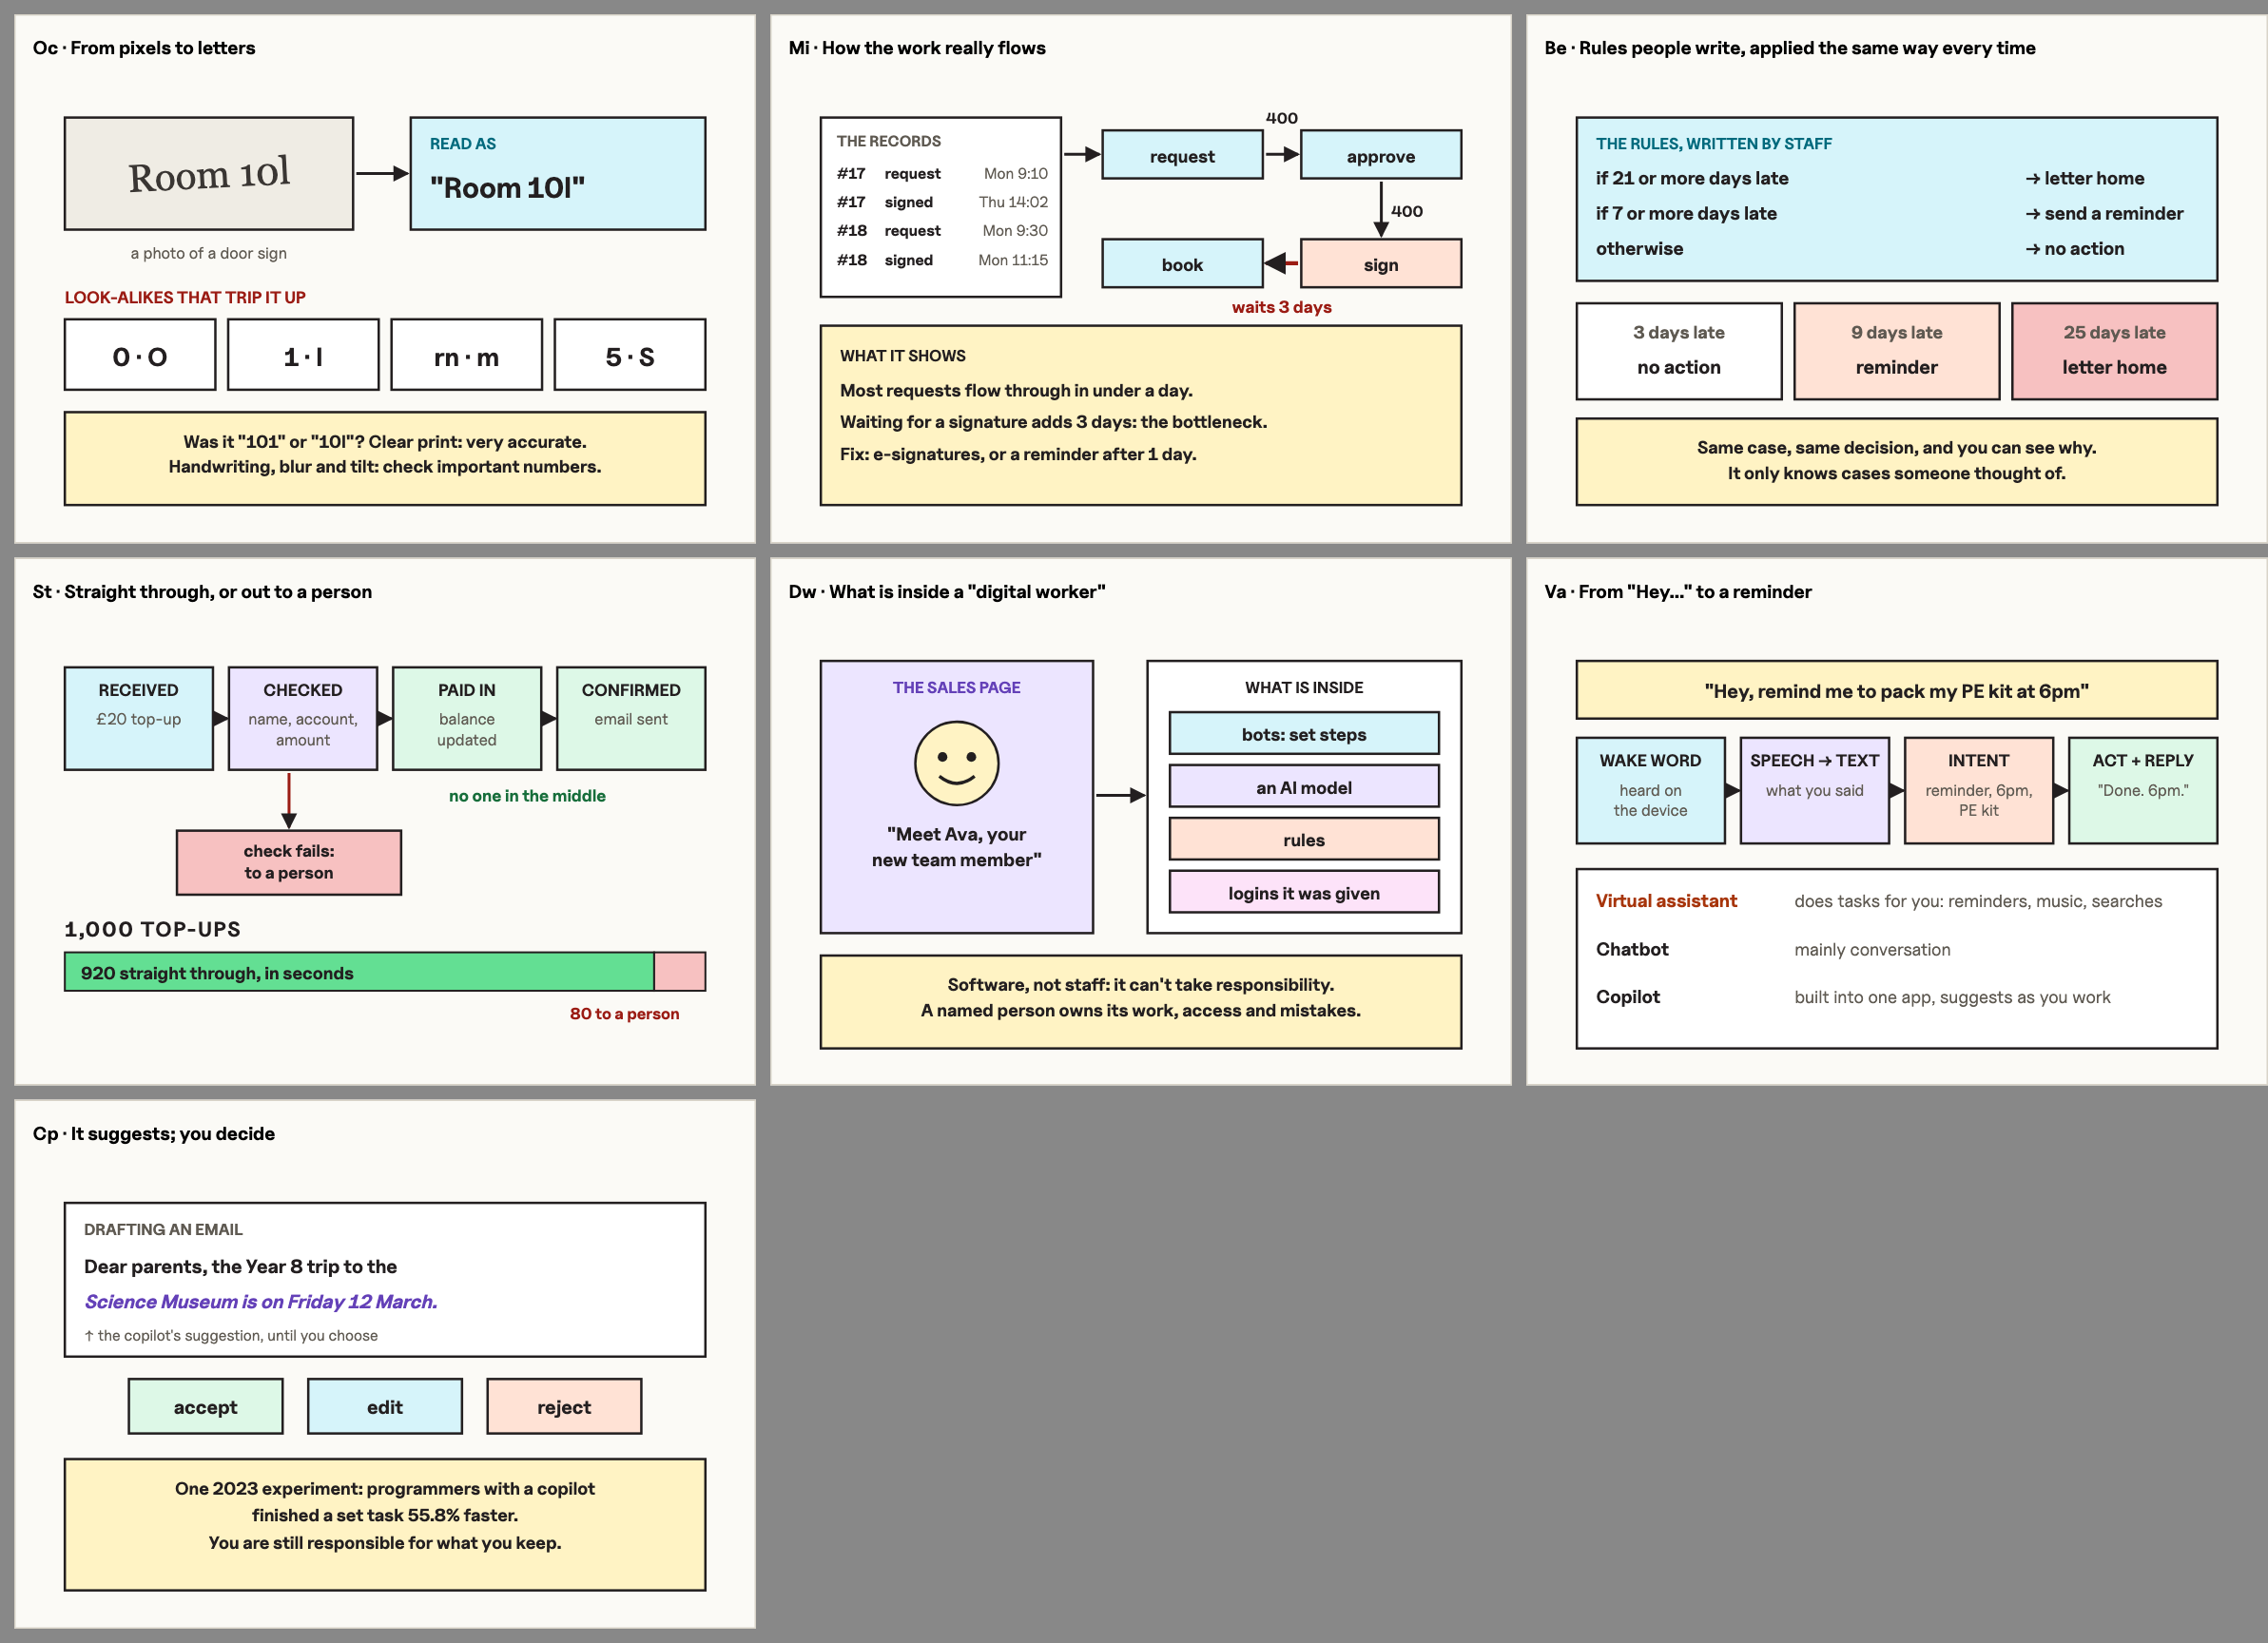 Oc · From pixels to letters
Room 10l
READ AS
"Room 10l"
a photo of a door sign
LOOK-ALIKES THAT TRIP IT UP
0 · O
1 · l
rn · m
5 · S
Was it "101" or "10l"? Clear print: very accurate.
Handwriting, blur and tilt: check important numbers.
Mi · How the work really flows
THE RECORDS
#17 request Mon 9:10
#17 signed Thu 14:02
#18 request Mon 9:30
#18 signed Mon 11:15
request
400
approve
400
book
sign
waits 3 days
WHAT IT SHOWS
Most requests flow through in under a day.
Waiting for a signature adds 3 days: the bottleneck.
Fix: e-signatures, or a reminder after 1 day.
Be · Rules people write, applied the same way every time
THE RULES, WRITTEN BY STAFF
if 21 or more days late → letter home
if 7 or more days late → send a reminder
otherwise → no action
3 days late
no action
9 days late
reminder
25 days late
letter home
Same case, same decision, and you can see why.
It only knows cases someone thought of.
St · Straight through, or out to a person
RECEIVED
£20 top-up
CHECKED
name, account,
amount
PAID IN
balance
updated
CONFIRMED
email sent
no one in the middle
check fails:
to a person
1,000 TOP-UPS
920 straight through, in seconds
80 to a person
Dw · What is inside a "digital worker"
THE SALES PAGE
"Meet Ava, your
new team member"
WHAT IS INSIDE
bots: set steps
an AI model
rules
logins it was given
Software, not staff: it can't take responsibility.
A named person owns its work, access and mistakes.
Va · From "Hey..." to a reminder
"Hey, remind me to pack my PE kit at 6pm"
WAKE WORD
heard on
the device
SPEECH → TEXT
what you said
INTENT
reminder, 6pm,
PE kit
ACT + REPLY
"Done. 6pm."
Virtual assistant does tasks for you: reminders, music, searches
Chatbot mainly conversation
Copilot built into one app, suggests as you work
Cp · It suggests; you decide
DRAFTING AN EMAIL
Dear parents, the Year 8 trip to the
Science Museum is on Friday 12 March.
↑ the copilot's suggestion, until you choose
accept
edit
reject
One 2023 experiment: programmers with a copilot
finished a set task 55.8% faster.
You are still responsible for what you keep.